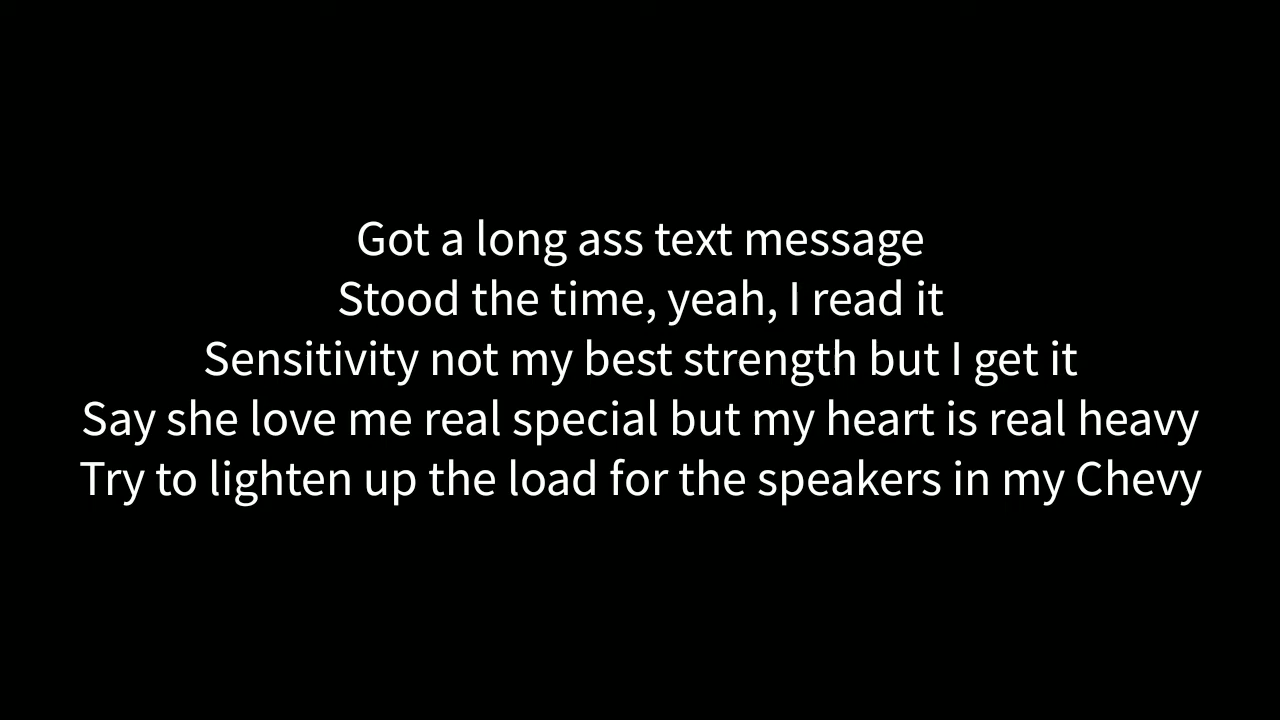 Got a long ass text message
Stood the time, yeah, I read it
Sensitivity not my best strength but I get it
Say she love me real special but my heart is real heavy
Try to lighten up the load for the speakers in my Chevy